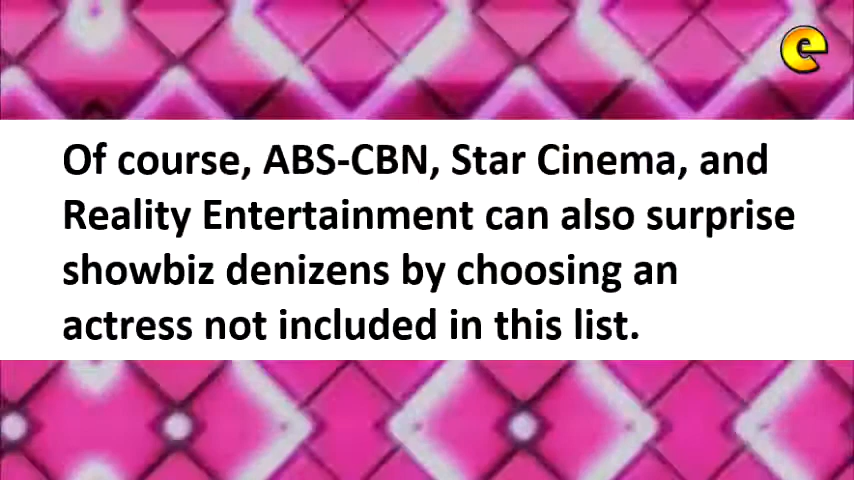 e
Of course, ABS-CBN, Star Cinema, and
Reality Entertainment can also surprise
showbiz denizens by choosing an
actress not included in this list.